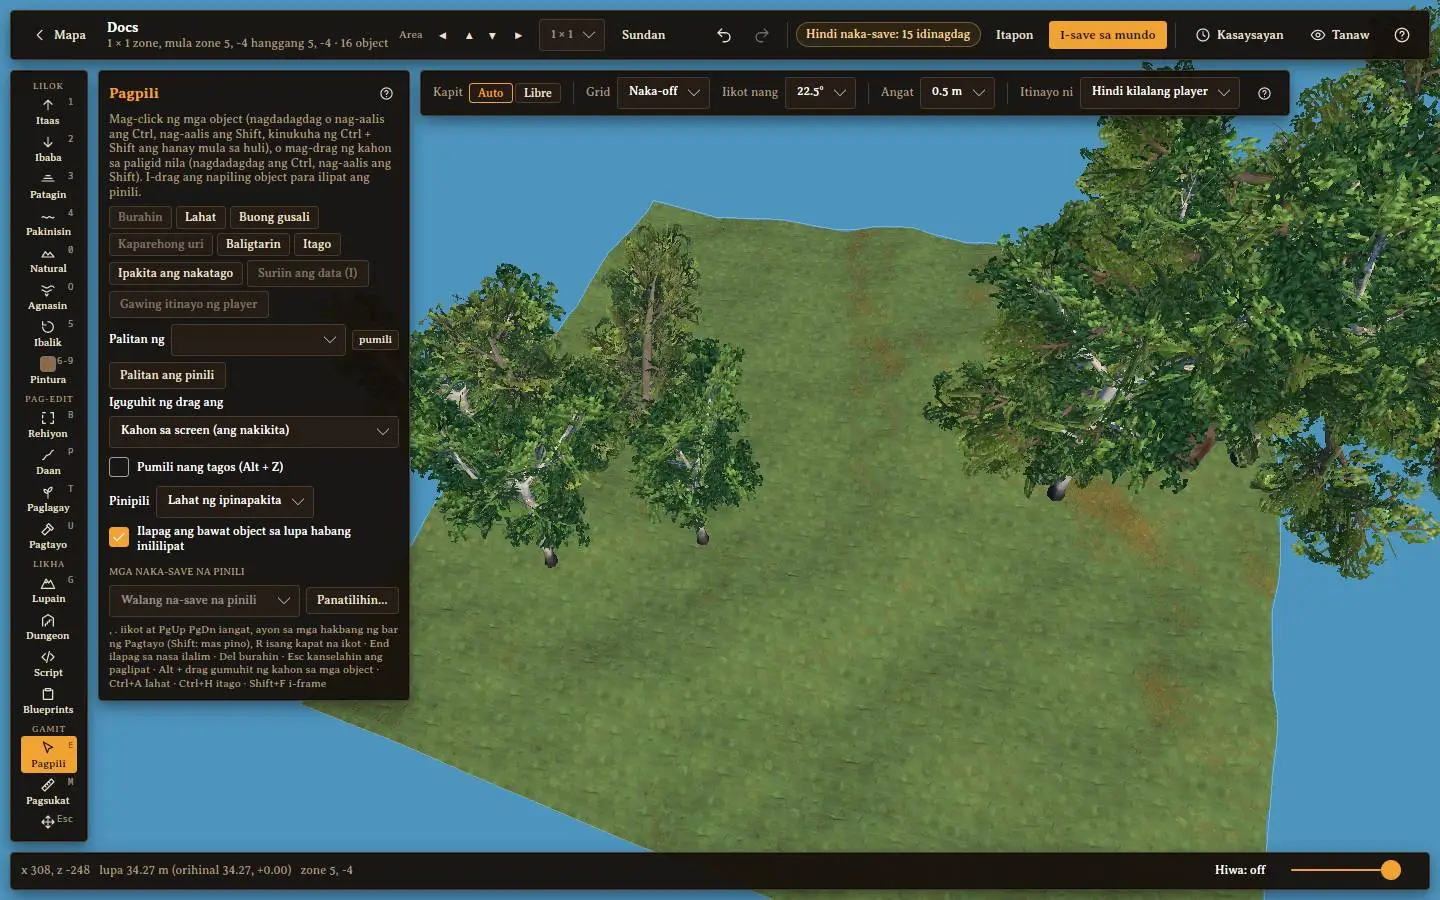 Mapa
Docs
1 × 1 zone, mula zone 5, -4 hanggang 5, -4 · 16 object
Area
1 × 1
Sundan
Hindi naka-save: 15 idinagdag
Itapon
I-save sa mundo
Kasaysayan
Tanaw
LILOK
1
Itaas
2
Ibaba
3
Patagin
4
Pakinisin
0
Natural
O
Agnasin
5
Ibalik
6-9
Pintura
PAG-EDIT
B
Rehiyon
P
Daan
T
Paglagay
U
Pagtayo
LIKHA
G
Lupain
Dungeon
Script
Blueprints
GAMIT
E
Pagpili
M
Pagsukat
Esc
Pagpili
Mag-click ng mga object (nagdadagdag o nag-aalis
ang Ctrl, nag-aalis ang Shift, kinukuha ng Ctrl +
Shift ang hanay mula sa huli), o mag-drag ng kahon
sa paligid nila (nagdadagdag ang Ctrl, nag-aalis ang
Shift). I-drag ang napiling object para ilipat ang
pinili.
Burahin Lahat Buong gusali
Kaparehong uri Baligtarin Itago
Ipakita ang nakatago Suriin ang data (I)
Gawing itinayo ng player
Palitan ng pumili
Palitan ang pinili
Iguguhit ng drag ang
Kahon sa screen (ang nakikita)
Pumili nang tagos (Alt + Z)
Pinipili Lahat ng ipinapakita
Ilapag ang bawat object sa lupa habang
inililipat
MGA NAKA-SAVE NA PINILI
Walang na-save na pinili Panatilihin...
, . iikot at PgUp PgDn iangat, ayon sa mga hakbang ng bar
ng Pagtayo (Shift: mas pino), R isang kapat na ikot · End
ilapag sa nasa ilalim · Del burahin · Esc kanselahin ang
paglipat · Alt + drag gumuhit ng kahon sa mga object ·
Ctrl+A lahat · Ctrl+H itago · Shift+F i-frame
Kapit Auto Libre Grid Naka-off Iikot nang 22.5° Angat 0.5 m Itinayo ni Hindi kilalang player
x 308, z -248 lupa 34.27 m (orihinal 34.27, +0.00) zone 5, -4
Hiwa: off